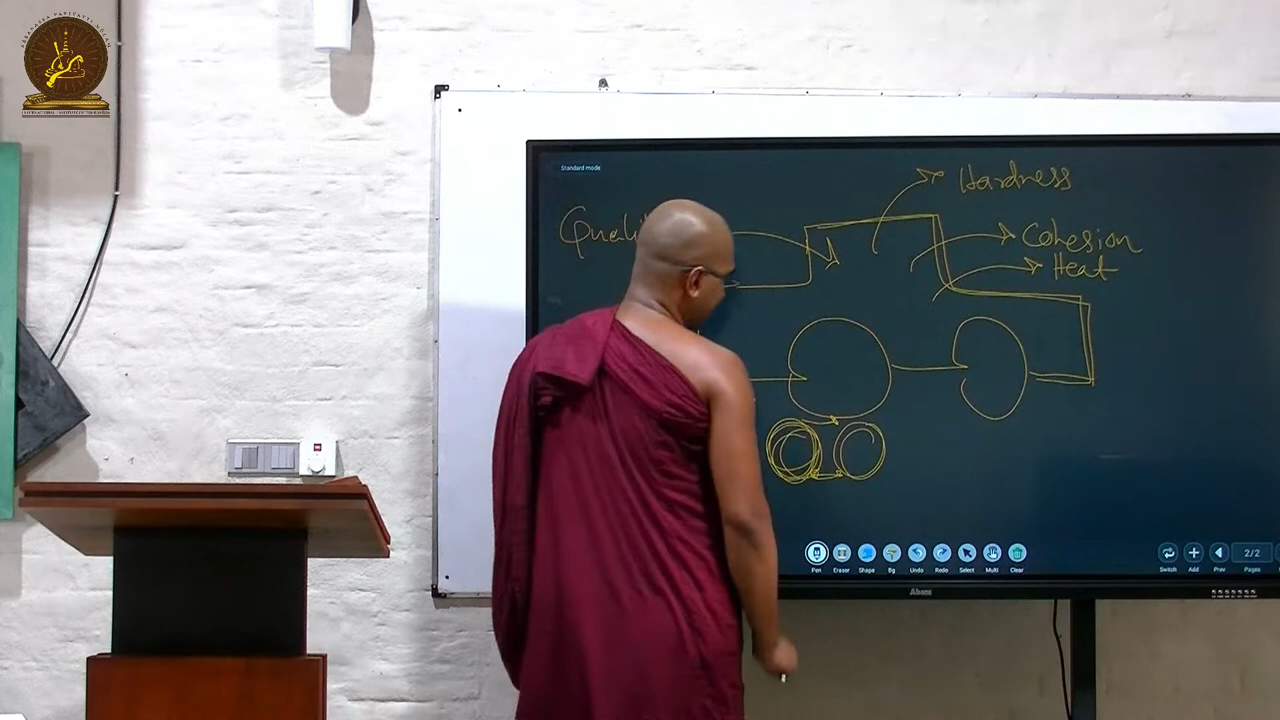 Standard mode
Hardness
Cohesion
Heat
Pen Eraser Shape Bg Undo Redo Select Multi Clear
Switch Add Prev 2/2 Pages